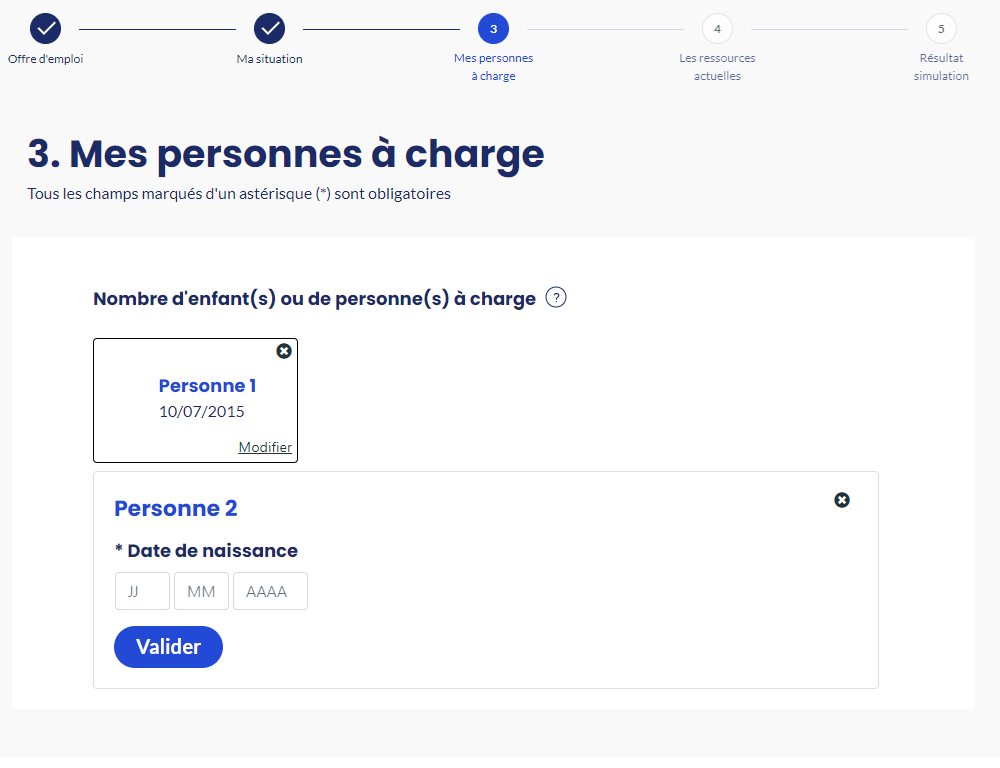 3
4
5
Offre d'emploi
Ma situation
Mes personnes
à charge
Les ressources
actuelles
Résultat
simulation
3. Mes personnes à charge
Tous les champs marqués d'un astérisque (*) sont obligatoires
Nombre d'enfant(s) ou de personne(s) à charge ?
Personne 1
10/07/2015
Modifier
Personne 2
* Date de naissance
JJ MM AAAA
Valider